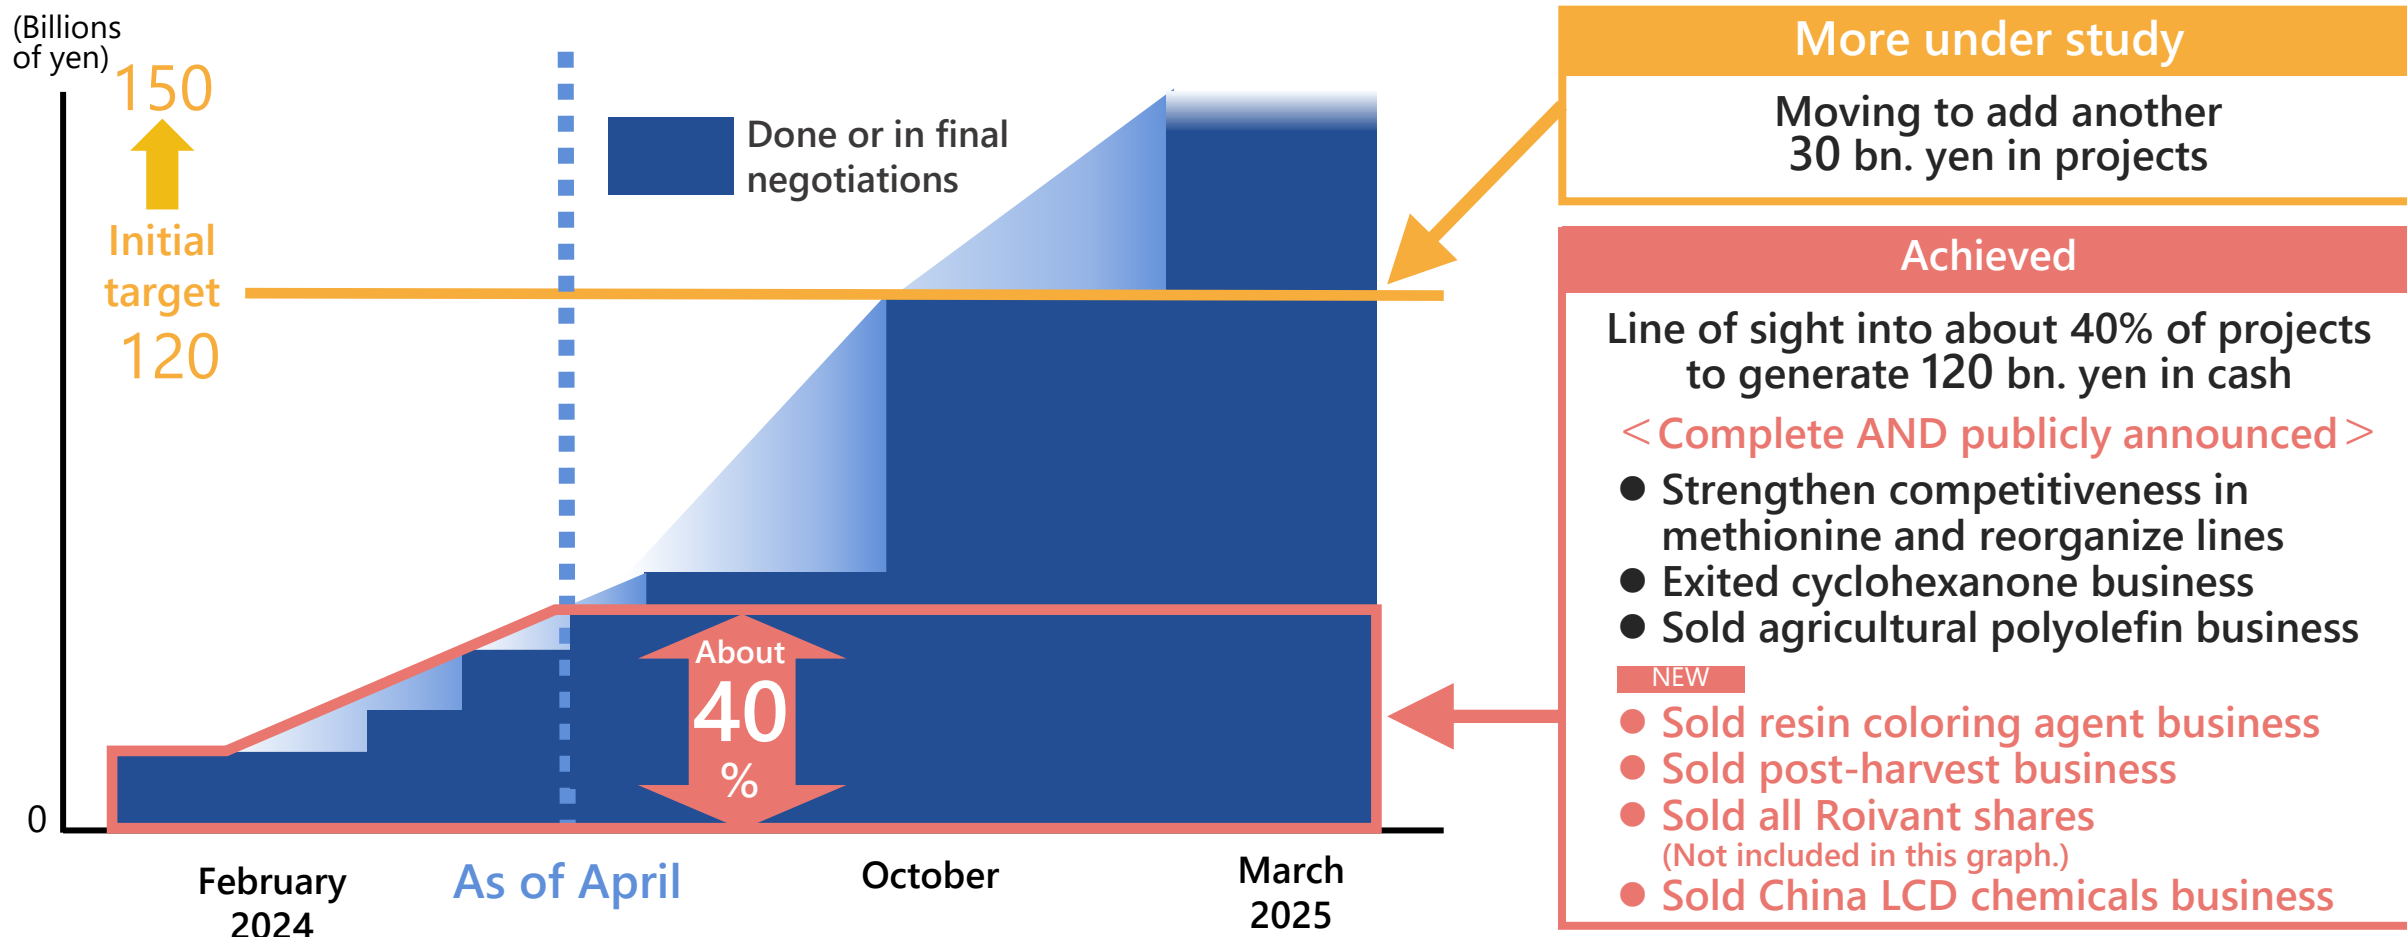 (Billions
of yen)
150
Initial
target
120
0
Done or in final
negotiations
About
40
%
February
2024
As of April
October
March
2025
More under study
Moving to add another
30 bn. yen in projects
Achieved
Line of sight into about 40% of projects
to generate 120 bn. yen in cash
<Complete AND publicly announced>
● Strengthen competitiveness in
methionine and reorganize lines
● Exited cyclohexanone business
● Sold agricultural polyolefin business
NEW
● Sold resin coloring agent business
● Sold post-harvest business
● Sold all Roivant shares
(Not included in this graph.)
● Sold China LCD chemicals business